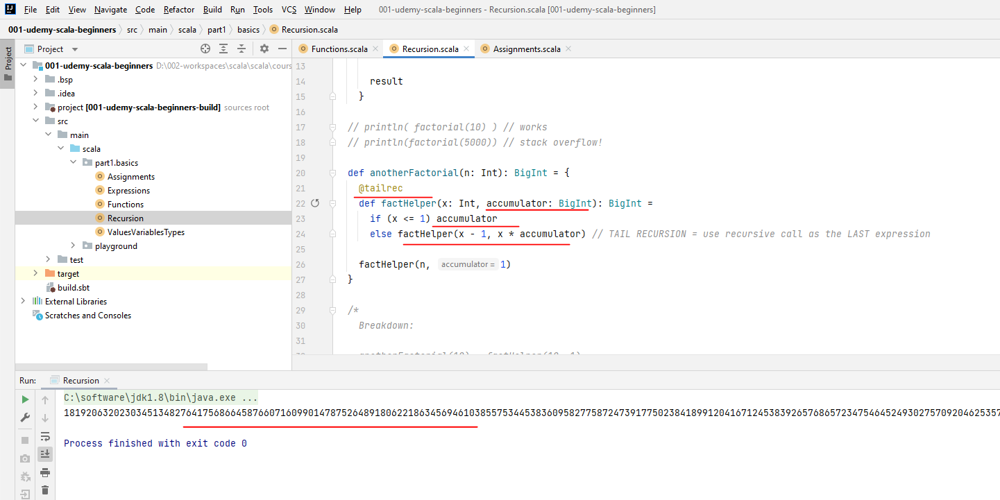 File Edit View Navigate Code Refactor Build Run Tools VCS Window Help 001-udemy-scala-beginners - Recursion.scala [001-udemy-scala-beginners]
001-udemy-scala-beginners src main scala part1 basics Recursion.scala
Project
Project
Functions.scala Recursion.scala Assignments.scala
001-udemy-scala-beginners D:\002-workspaces\scala\scala\cours
.bsp
.idea
project [001-udemy-scala-beginners-build] sources root
src
main
scala
part1.basics
Assignments
Expressions
Functions
Recursion
ValuesVariablesTypes
playground
test
target
build.sbt
External Libraries
Scratches and Consoles
13
14 result
15 }
16
17 // println( factorial(10) ) // works
18 // println(factorial(5000)) // stack overflow!
19
20 def anotherFactorial(n: Int): BigInt = {
21 @tailrec
22 def factHelper(x: Int, accumulator: BigInt): BigInt =
23 if (x <= 1) accumulator
24 else factHelper(x - 1, x * accumulator) // TAIL RECURSION = use recursive call as the LAST expression
25
26 factHelper(n, accumulator = 1)
27 }
28
29 /*
30 Breakdown:
31
Run: Recursion
C:\software\jdk1.8\bin\java.exe ...
181920632023034513482764175686645876607160990147875264891806221863456946103855753445383609582775872473917750238418991204167124538392657686572347546452493027570920462535​7
Process finished with exit code 0